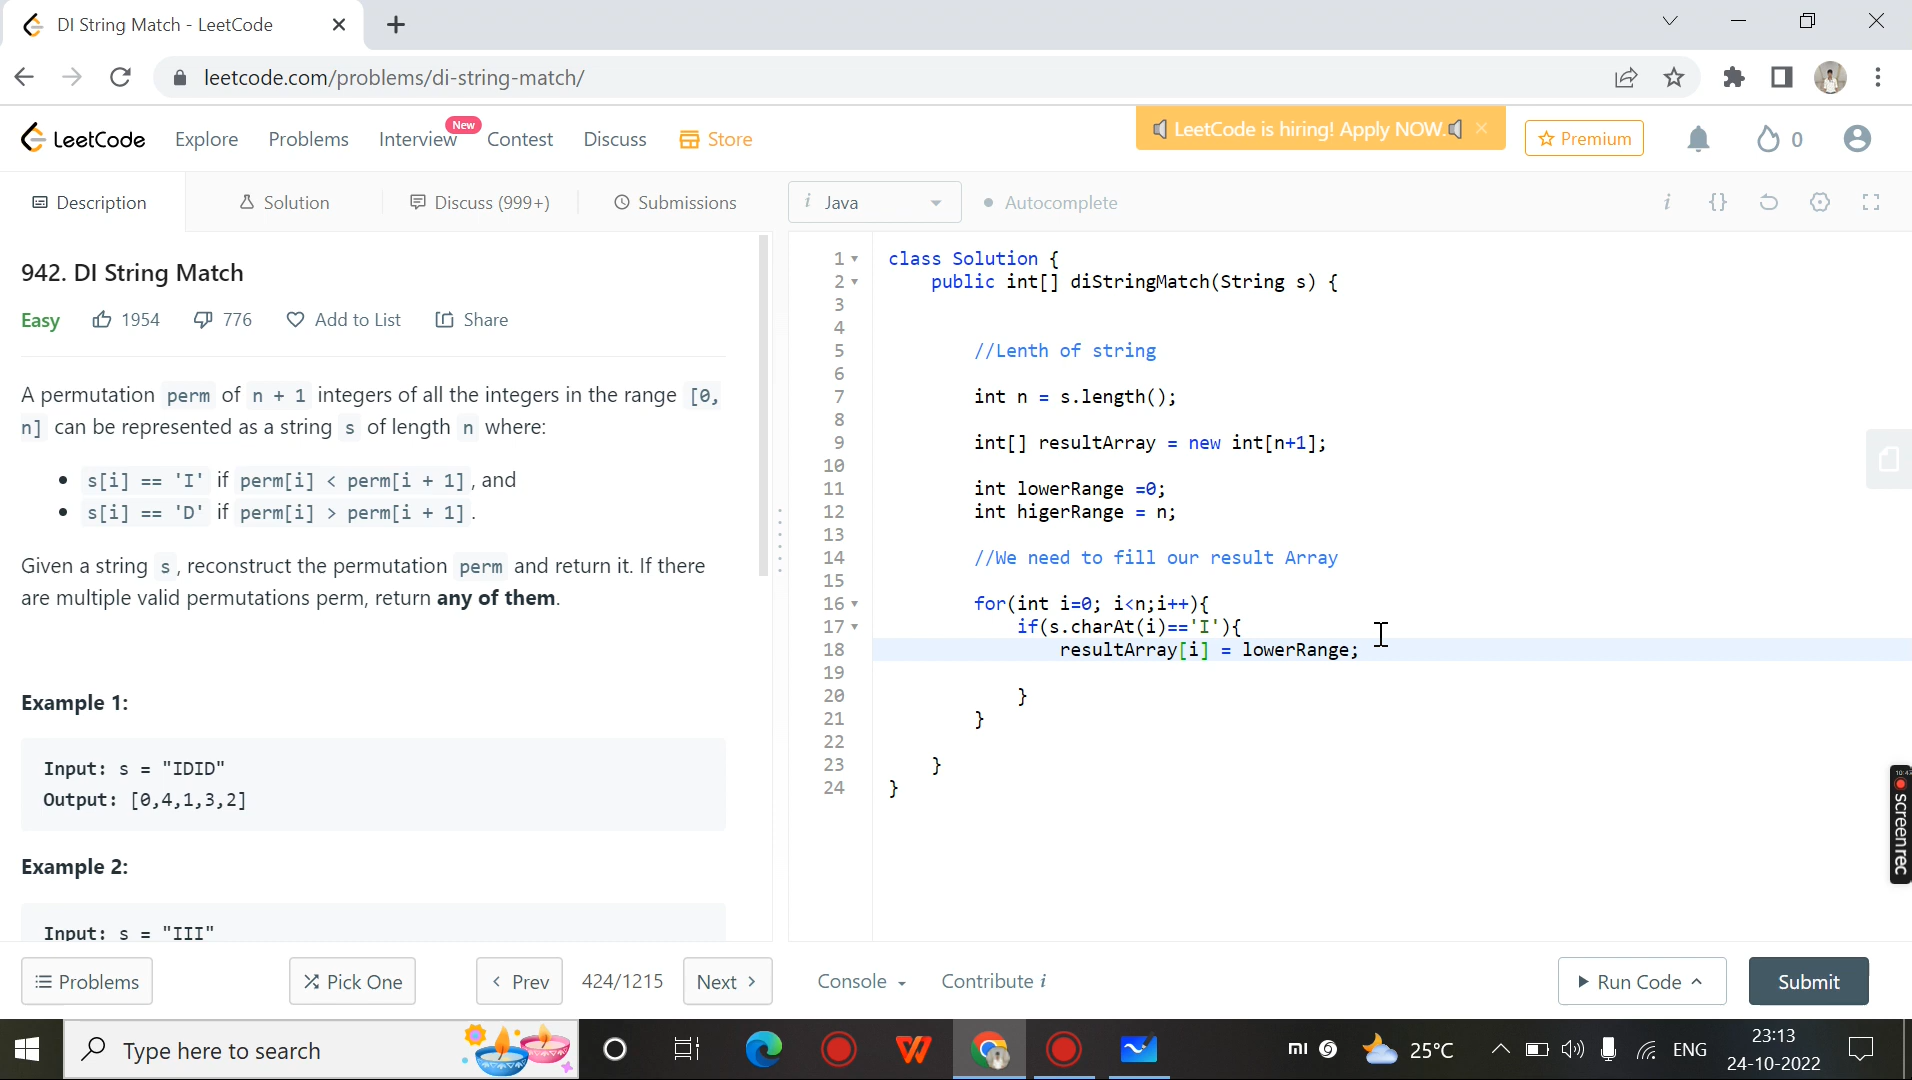 DI String Match - LeetCode
leetcode.com/problems/di-string-match/
LeetCode Explore Problems Interview New Contest Discuss Store
LeetCode is hiring! Apply NOW.
Premium
0
Description Solution Discuss (999+) Submissions
i Java Autocomplete
i {}
942. DI String Match
Easy 1954 776 Add to List Share
A permutation perm of n + 1 integers of all the integers in the range [0,
n] can be represented as a string s of length n where:
s[i] == 'I' if perm[i] < perm[i + 1], and
s[i] == 'D' if perm[i] > perm[i + 1].
Given a string s, reconstruct the permutation perm and return it. If there
are multiple valid permutations perm, return any of them.
Example 1:
Input: s = "IDID"
Output: [0,4,1,3,2]
Example 2:
Input: s = "III"
1 class Solution {
2 public int[] diStringMatch(String s) {
3
4
5 //Lenth of string
6
7 int n = s.length();
8
9 int[] resultArray = new int[n+1];
10
11 int lowerRange =0;
12 int higerRange = n;
13
14 //We need to fill our result Array
15
16 for(int i=0; i<n;i++){
17 if(s.charAt(i)=='I'){
18 resultArray[i] = lowerRange;
19
20 }
21 }
22
23 }
24 }
screenrec
Problems Pick One < Prev 424/1215 Next > Console Contribute i Run Code Submit
Type here to search
mi 25°C ENG
23:13
24-10-2022